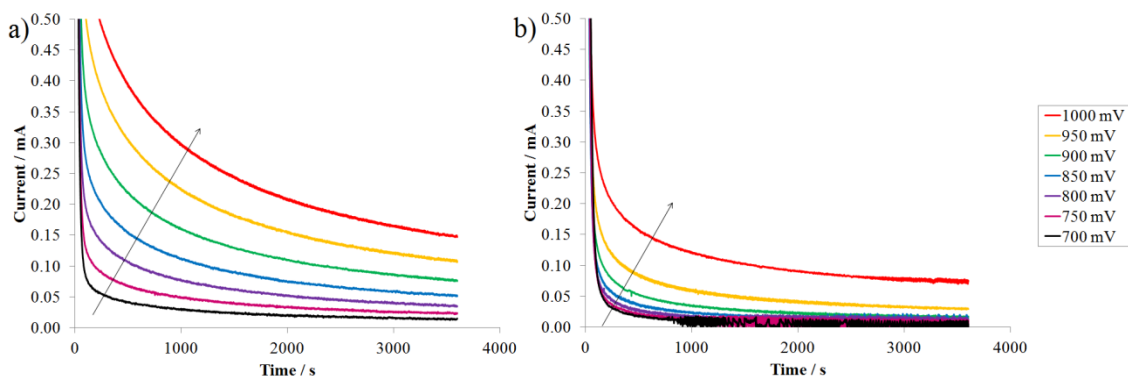 a)
0.50
0.45
0.40
0.35
0.30
0.25
0.20
0.15
0.10
0.05
0.00
Current / mA
0 1000 2000 3000 4000
Time / s
b)
0.50
0.45
0.40
0.35
0.30
0.25
0.20
0.15
0.10
0.05
0.00
Current / mA
0 1000 2000 3000 4000
Time / s
1000 mV
950 mV
900 mV
850 mV
800 mV
750 mV
700 mV